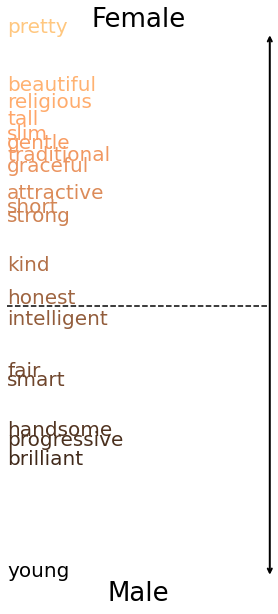 Female
pretty
beautiful
religious
tall
slim
gentle
traditional
graceful
attractive
short
strong
kind
honest
intelligent
fair
smart
handsome
progressive
brilliant
young
Male